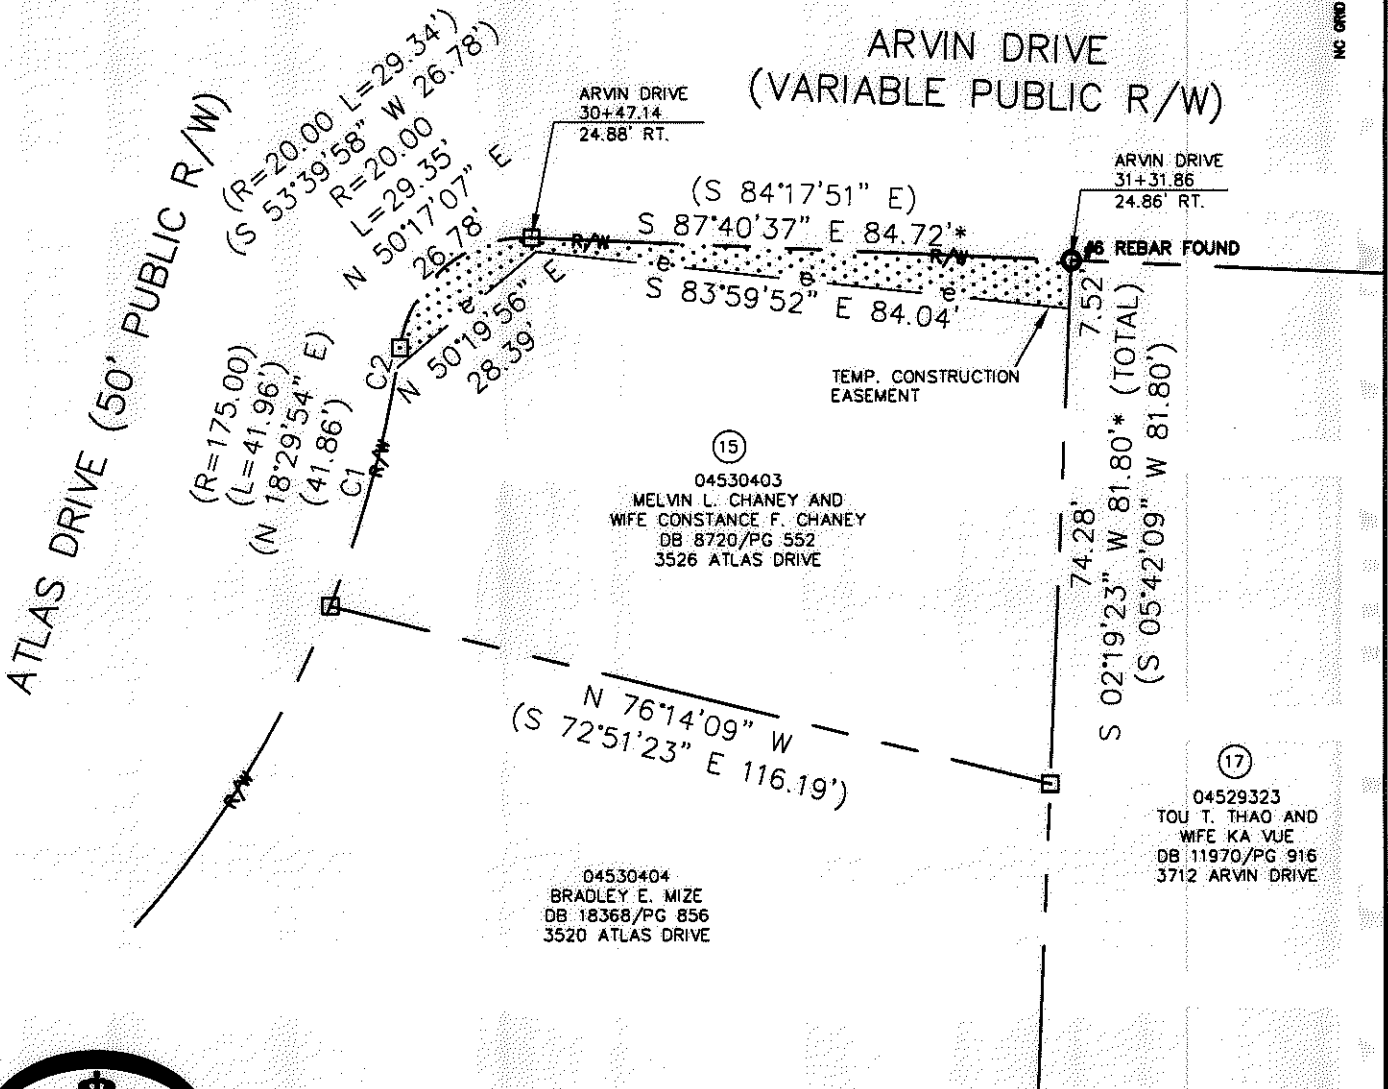 NC GRID
ARVIN DRIVE
(VARIABLE PUBLIC R/W)
ATLAS DRIVE (50' PUBLIC R/W)
(R=20.00 L=29.34')
(S 53°39'58" W 26.78')
R=20.00
L=29.35'
N 50°17'07" E
26.78'
ARVIN DRIVE
30+47.14
24.88' RT.
(S 84°17'51" E)
S 87°40'37" E 84.72'*
R/W
R/W
ARVIN DRIVE
31+31.86
24.86' RT.
#6 REBAR FOUND
e
e
e
e
S 83°59'52" E 84.04'
N 50°19'56" E
28.39'
C2
TEMP. CONSTRUCTION
EASEMENT
7.52
74.28'
S 02°19'23" W 81.80'* (TOTAL)
(S 05°42'09" W 81.80')
(R=175.00)
(L=41.96')
(N 18°29'54" E)
(41.86')
C1
R/W
15
04530403
MELVIN L. CHANEY AND
WIFE CONSTANCE F. CHANEY
DB 8720/PG 552
3526 ATLAS DRIVE
N 76°14'09" W
(S 72°51'23" E 116.19')
R/W
17
04529323
TOU T. THAO AND
WIFE KA VUE
DB 11970/PG 916
3712 ARVIN DRIVE
04530404
BRADLEY E. MIZE
DB 18368/PG 856
3520 ATLAS DRIVE